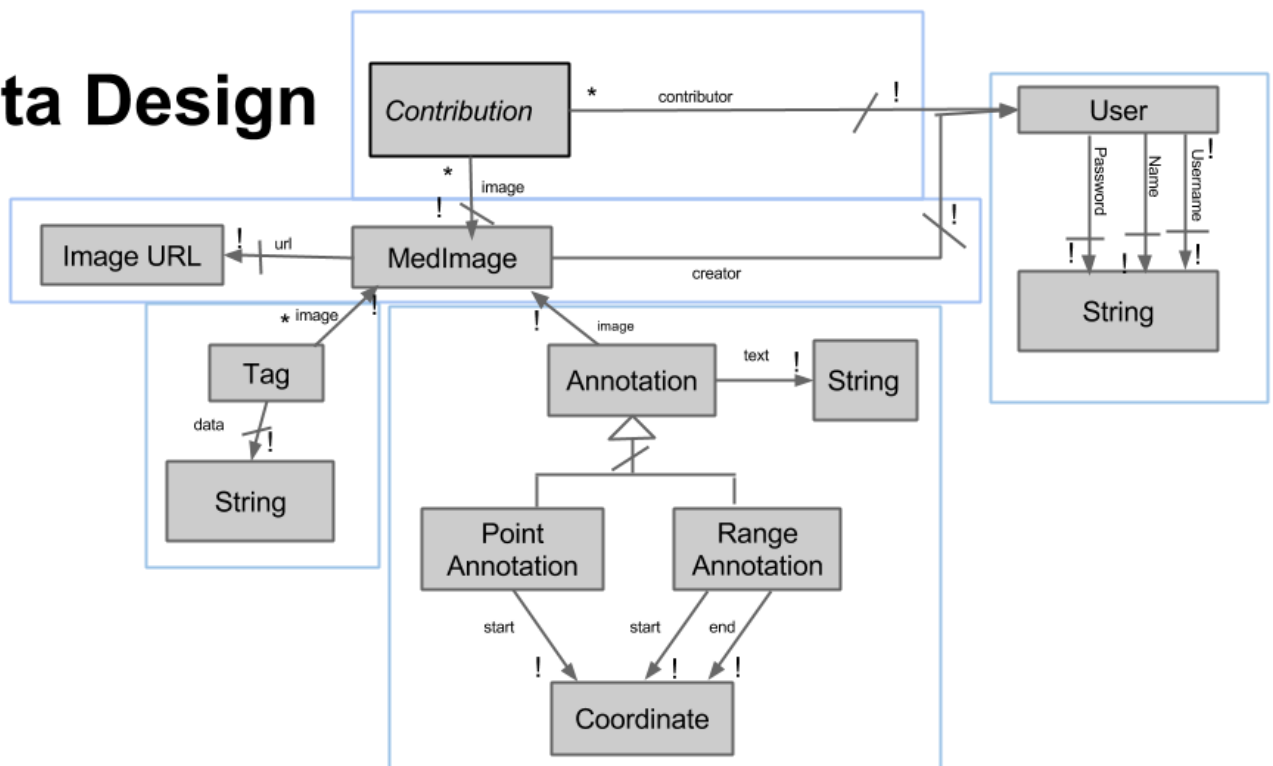 ta Design
Contribution
*
contributor
!
User
*
image
!
Password
Name
Username
!
Image URL
!
url
MedImage
creator
!
!
!
!
String
* image
!
!
image
Tag
Annotation
text
!
String
data
!
String
Point
Annotation
Range
Annotation
start
start
end
!
!
!
Coordinate